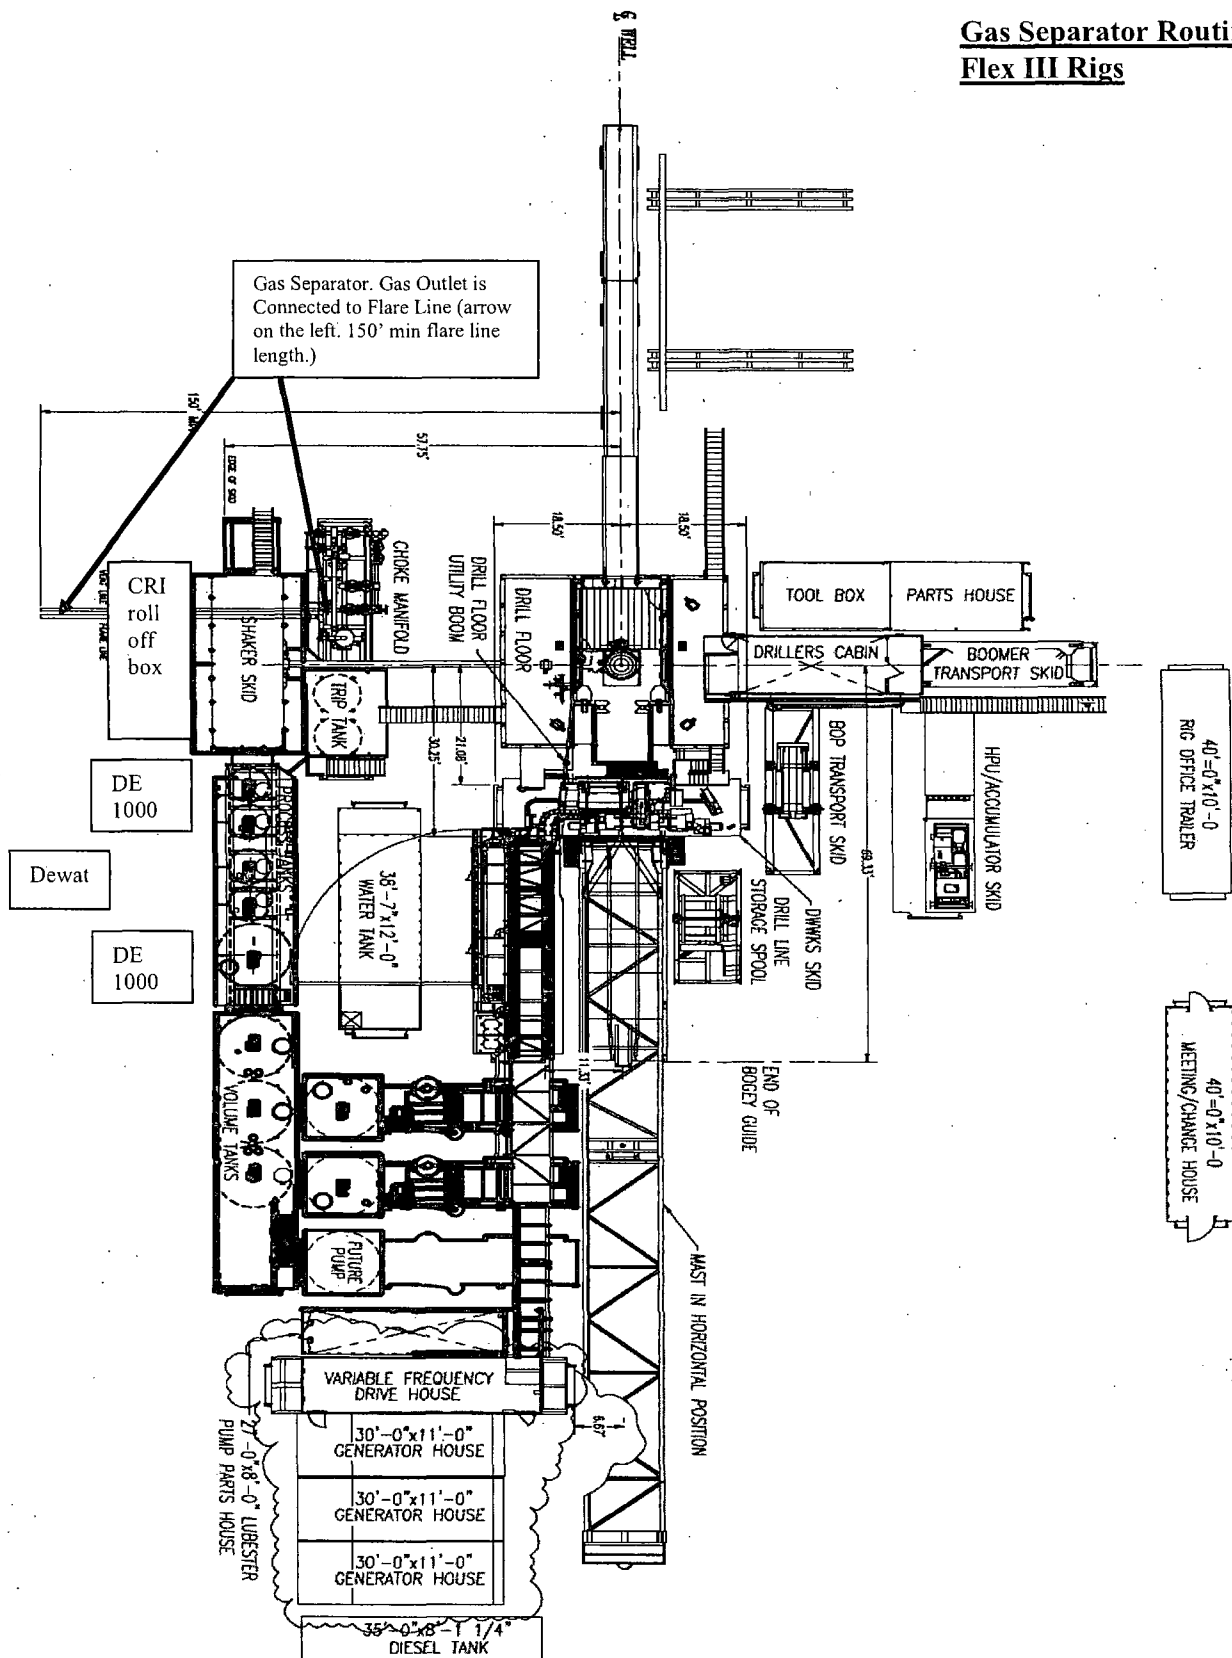 Gas Separator Routi
Flex III Rigs
℄ WELL
Gas Separator. Gas Outlet is
Connected to Flare Line (arrow
on the left. 150' min flare line
length.)
57.75'
EDGE OF SKID
18.50'
18.50'
CHOKE MANIFOLD
DRILL FLOOR
UTILITY BOOM
DRILL FLOOR
TOOL BOX
PARTS HOUSE
CRI
roll
off
box
SHAKER SKID
TRIP TANK
DRILLERS CABIN
BOOMER
TRANSPORT SKID
21.08'
30.25'
69.33'
BOP TRANSPORT SKID
HPU/ACCUMULATOR SKID
40'=0"x10'-0
RIG OFFICE TRAILER
DE
1000
Dewat
DE
1000
PROCESS TANKS
38'-7"x12'-0"
WATER TANK
DWWKS SKID
DRILL LINE
STORAGE SPOOL
11.33'
END OF
BOGEY GUIDE
40'=0"x10'-0
MEETING/CHANGE HOUSE
VOLUME TANKS
FUTURE
PUMP
MAST IN HORIZONTAL POSITION
VARIABLE FREQUENCY
DRIVE HOUSE
6.67'
27'-0"x8'-0" LUBESTER
PUMP PARTS HOUSE
30'-0"x11'-0"
GENERATOR HOUSE
30'-0"x11'-0"
GENERATOR HOUSE
30'-0"x11'-0"
GENERATOR HOUSE
35'-0"x8'-1 1/4"
DIESEL TANK